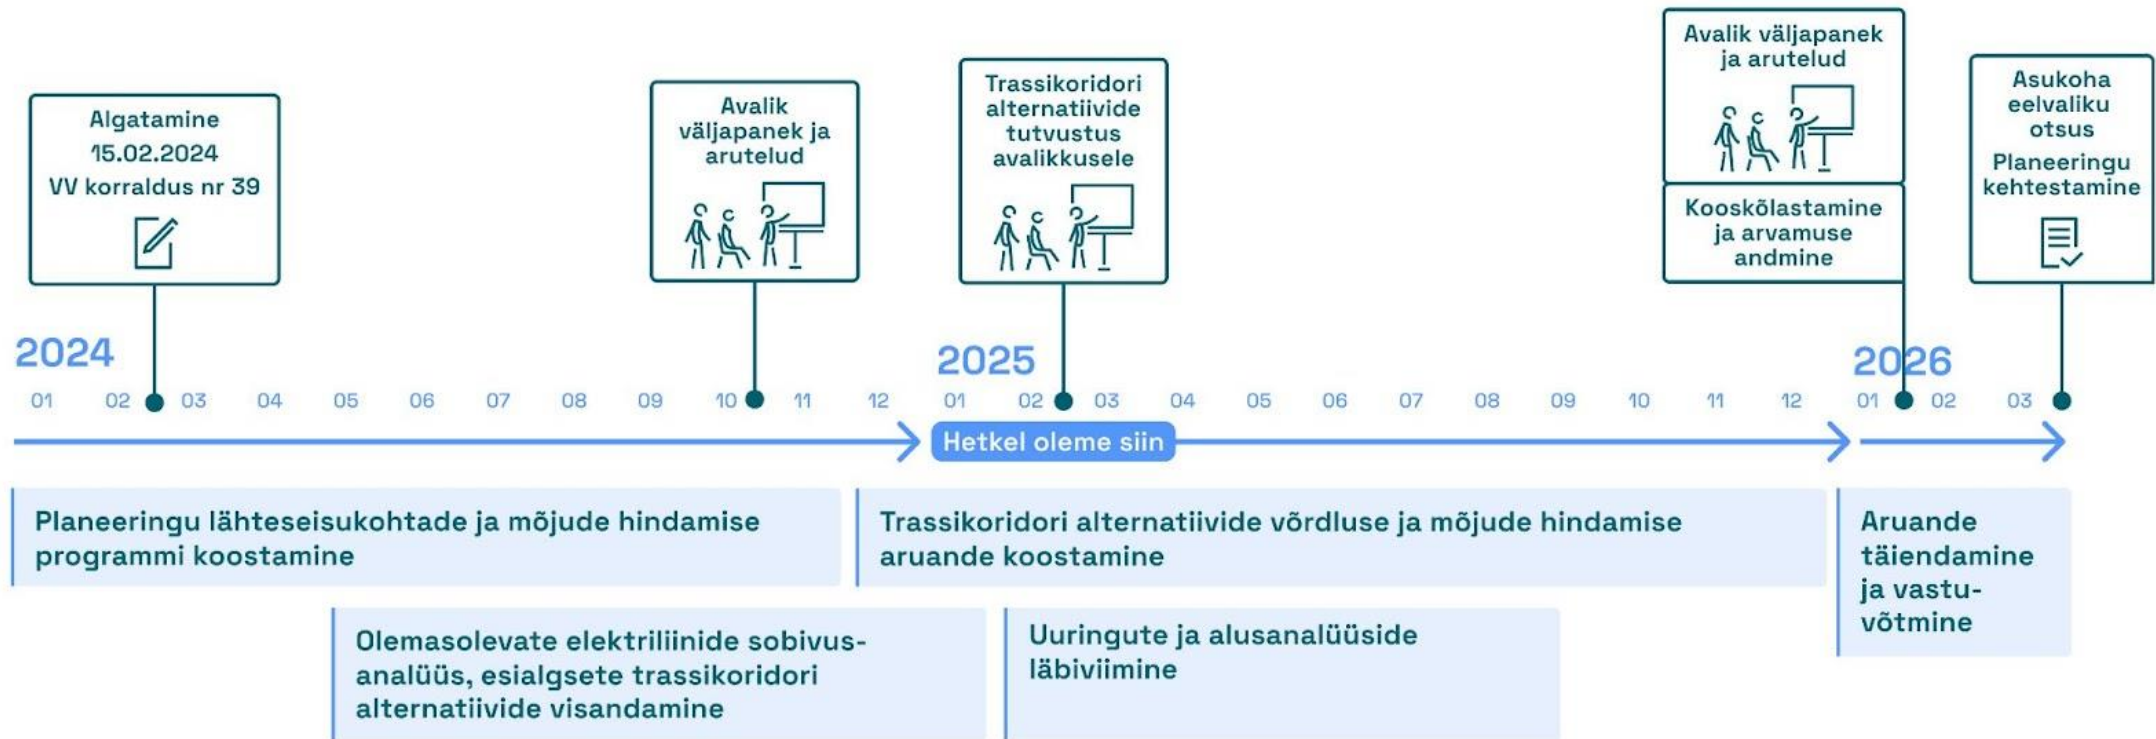 Algatamine
15.02.2024
VV korraldus nr 39
Avalik
väljapanek ja
arutelud
Trassikoridori
alternatiivide
tutvustus
avalikkusele
Avalik väljapanek
ja arutelud
Kooskõlastamine
ja arvamuse
andmine
Asukoha
eelvaliku
otsus
Planeeringu
kehtestamine
2024
2025
2026
01 02 03 04 05 06 07 08 09 10 11 12 01 02 03 04 05 06 07 08 09 10 11 12 01 02 03
Hetkel oleme siin
Planeeringu lähteseisukohtade ja mõjude hindamise
programmi koostamine
Trassikoridori alternatiivide võrdluse ja mõjude hindamise
aruande koostamine
Aruande
täiendamine
ja vastu-
võtmine
Olemasolevate elektriliinide sobivus-
analüüs, esialgsete trassikoridori
alternatiivide visandamine
Uuringute ja alusanalüüside
läbiviimine